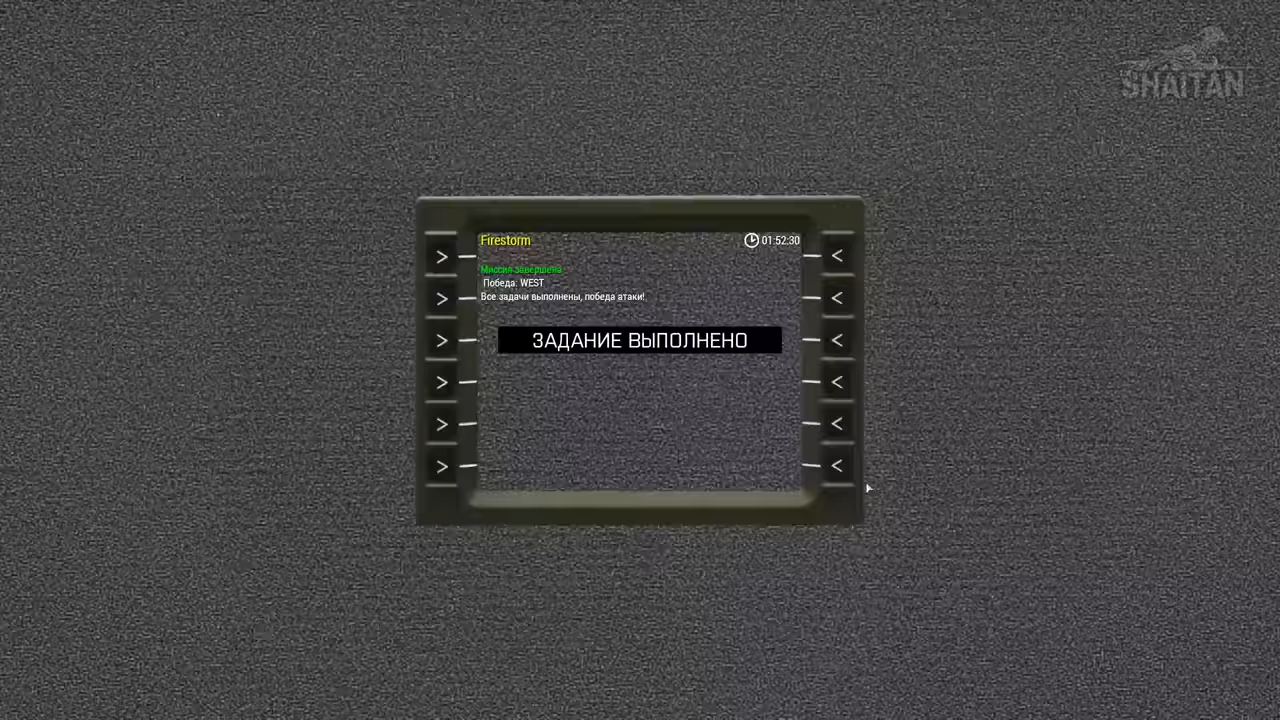 SHAITAN
Firestorm
01:52:30
Миссия завершена
Победа: WEST
Все задачи выполнены, победа атаки!
ЗАДАНИЕ ВЫПОЛНЕНО